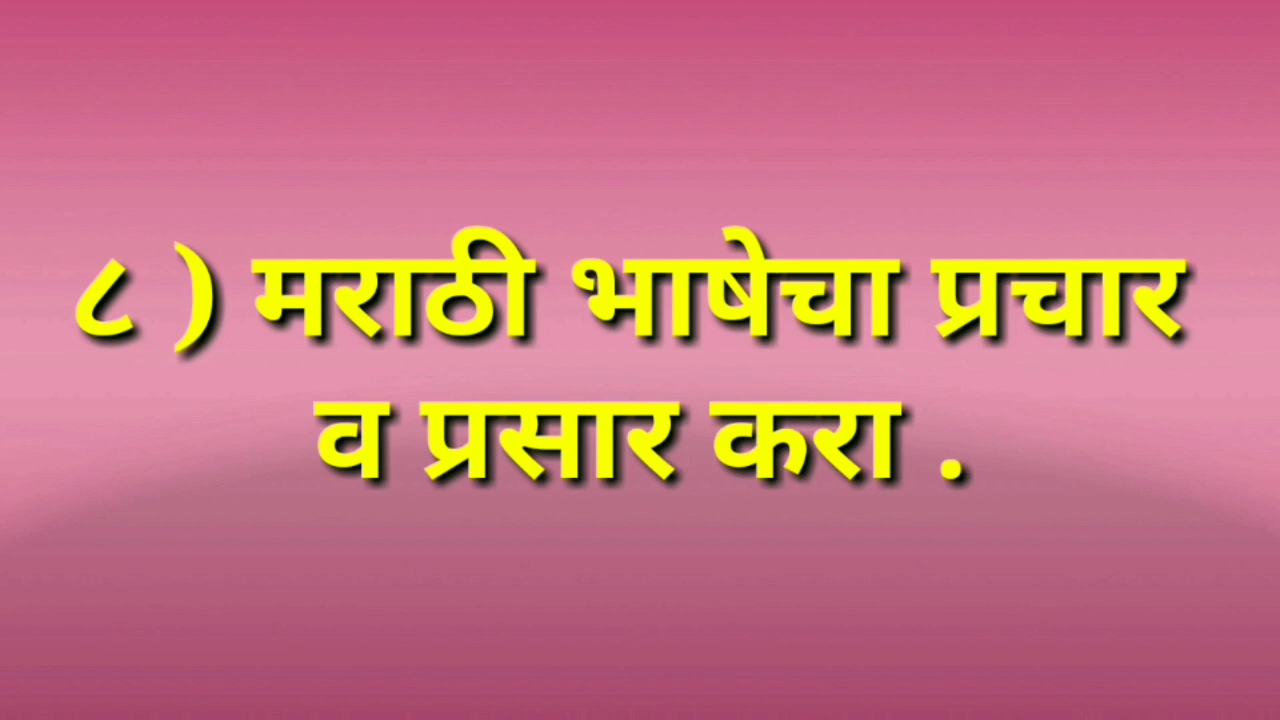 ८ ) मराठी भाषेचा प्रचार
व प्रसार करा .